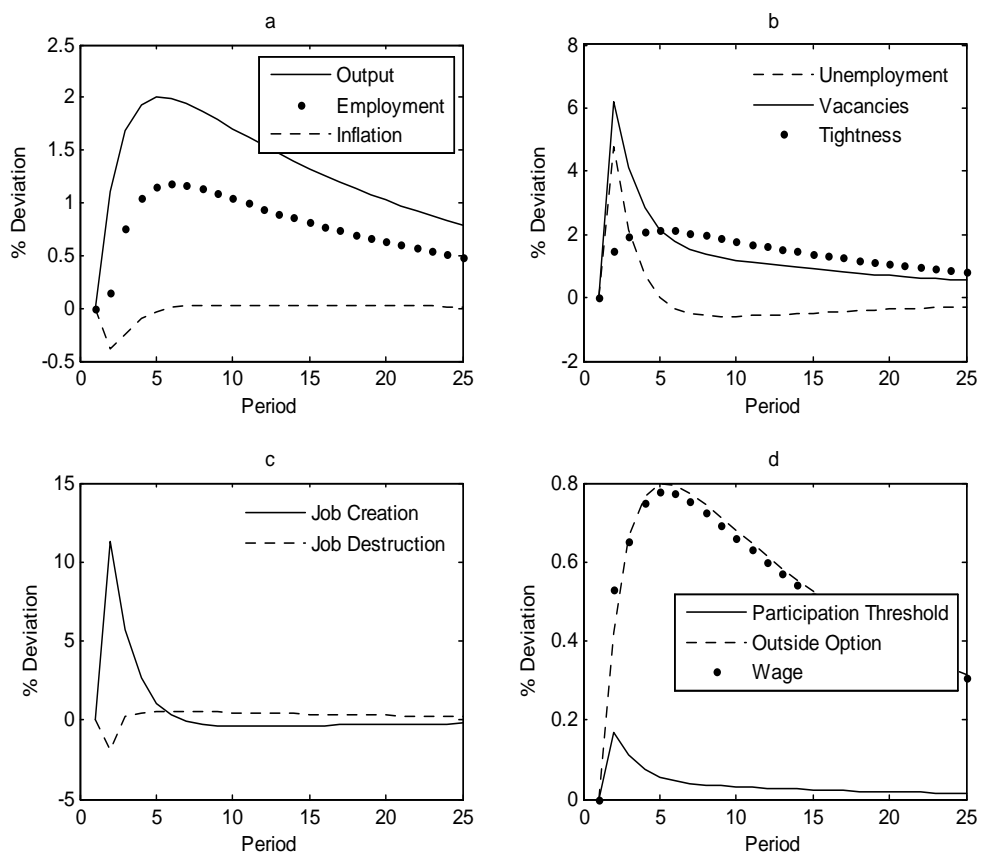 a
2.5
2
1.5
1
0.5
0
-0.5
% Deviation
Output
Employment
Inflation
0 5 10 15 20 25
Period
b
8
6
4
2
0
-2
% Deviation
Unemployment
Vacancies
Tightness
0 5 10 15 20 25
Period
c
15
10
5
0
-5
% Deviation
Job Creation
Job Destruction
0 5 10 15 20 25
Period
d
0.8
0.6
0.4
0.2
0
% Deviation
Participation Threshold
Outside Option
Wage
0 5 10 15 20 25
Period